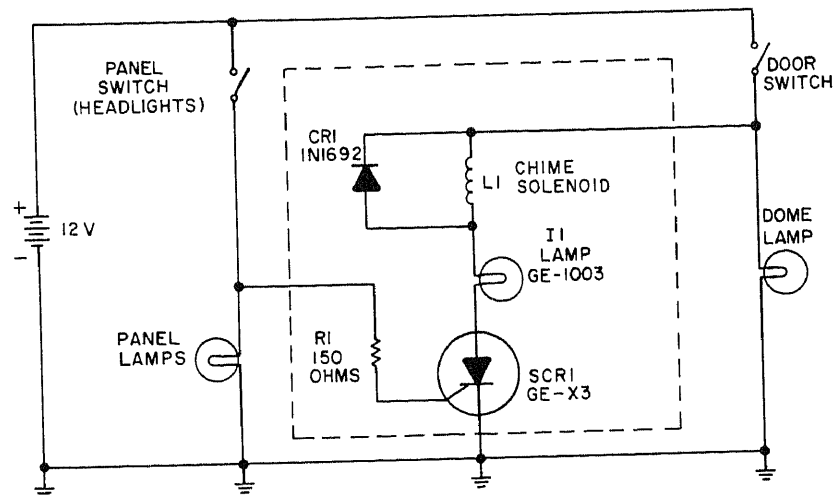 PANEL
SWITCH
(HEADLIGHTS)
DOOR
SWITCH
CR1
1N1692
L1 CHIME
SOLENOID
+
12 V
−
I1
LAMP
GE-1003
DOME
LAMP
PANEL
LAMPS
R1
150
OHMS
SCR1
GE-X3